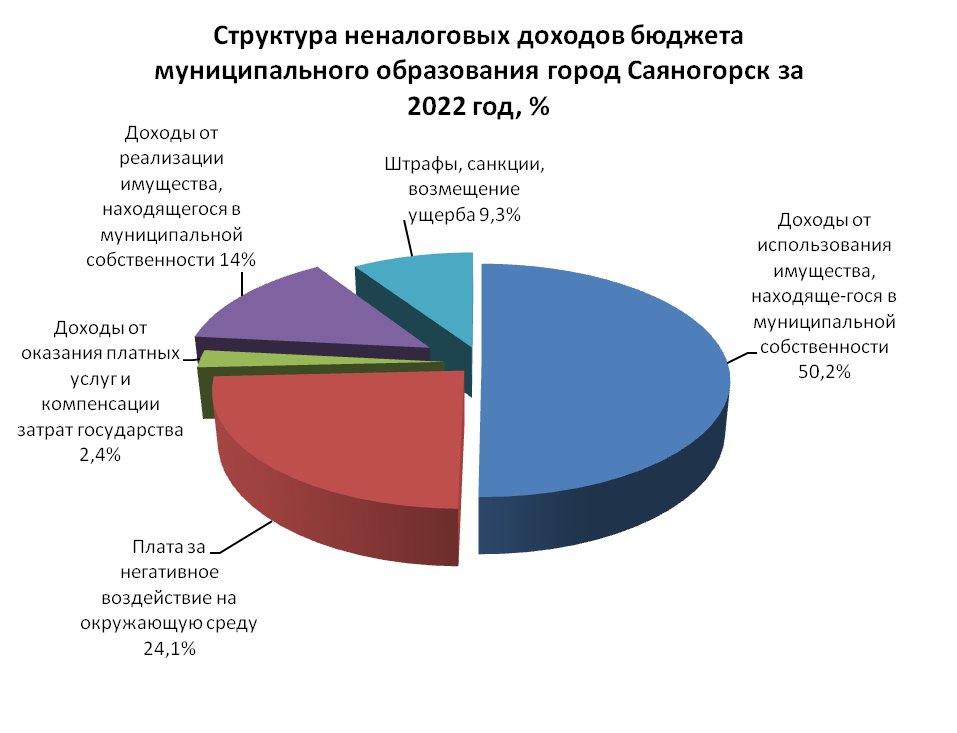 Структура неналоговых доходов бюджета
муниципального образования город Саяногорск за
2022 год, %
Доходы от
реализации
имущества,
находящегося в
муниципальной
собственности 14%
Штрафы, санкции,
возмещение
ущерба 9,3%
Доходы от
использования
имущества,
находяще-гося в
муниципальной
собственности
50,2%
Доходы от
оказания платных
услуг и
компенсации
затрат государства
2,4%
Плата за
негативное
воздействие на
окружающую среду
24,1%